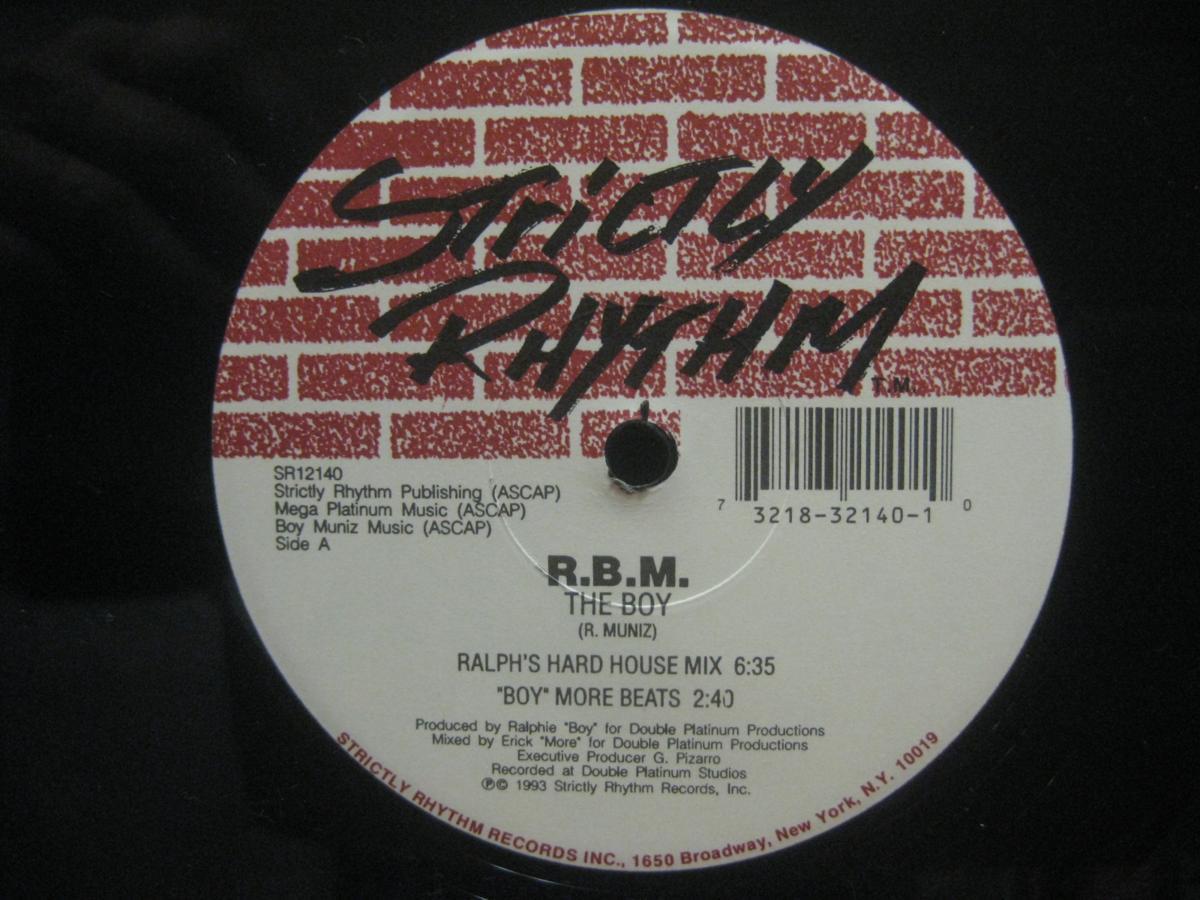 STRICTLY
RHYTHM
T.M.
SR12140
Strictly Rhythm Publishing (ASCAP)
Mega Platinum Music (ASCAP)
Boy Muniz Music (ASCAP)
Side A
7 3218-32140-1 0
R.B.M.
THE BOY
(R. MUNIZ)
RALPH'S HARD HOUSE MIX 6:35
"BOY" MORE BEATS 2:40
Produced by Ralphie "Boy" for Double Platinum Productions
Mixed by Erick "More" for Double Platinum Productions
Executive Producer G. Pizarro
Recorded at Double Platinum Studios
℗© 1993 Strictly Rhythm Records, Inc.
STRICTLY RHYTHM RECORDS INC., 1650 Broadway, New York, N.Y. 10019